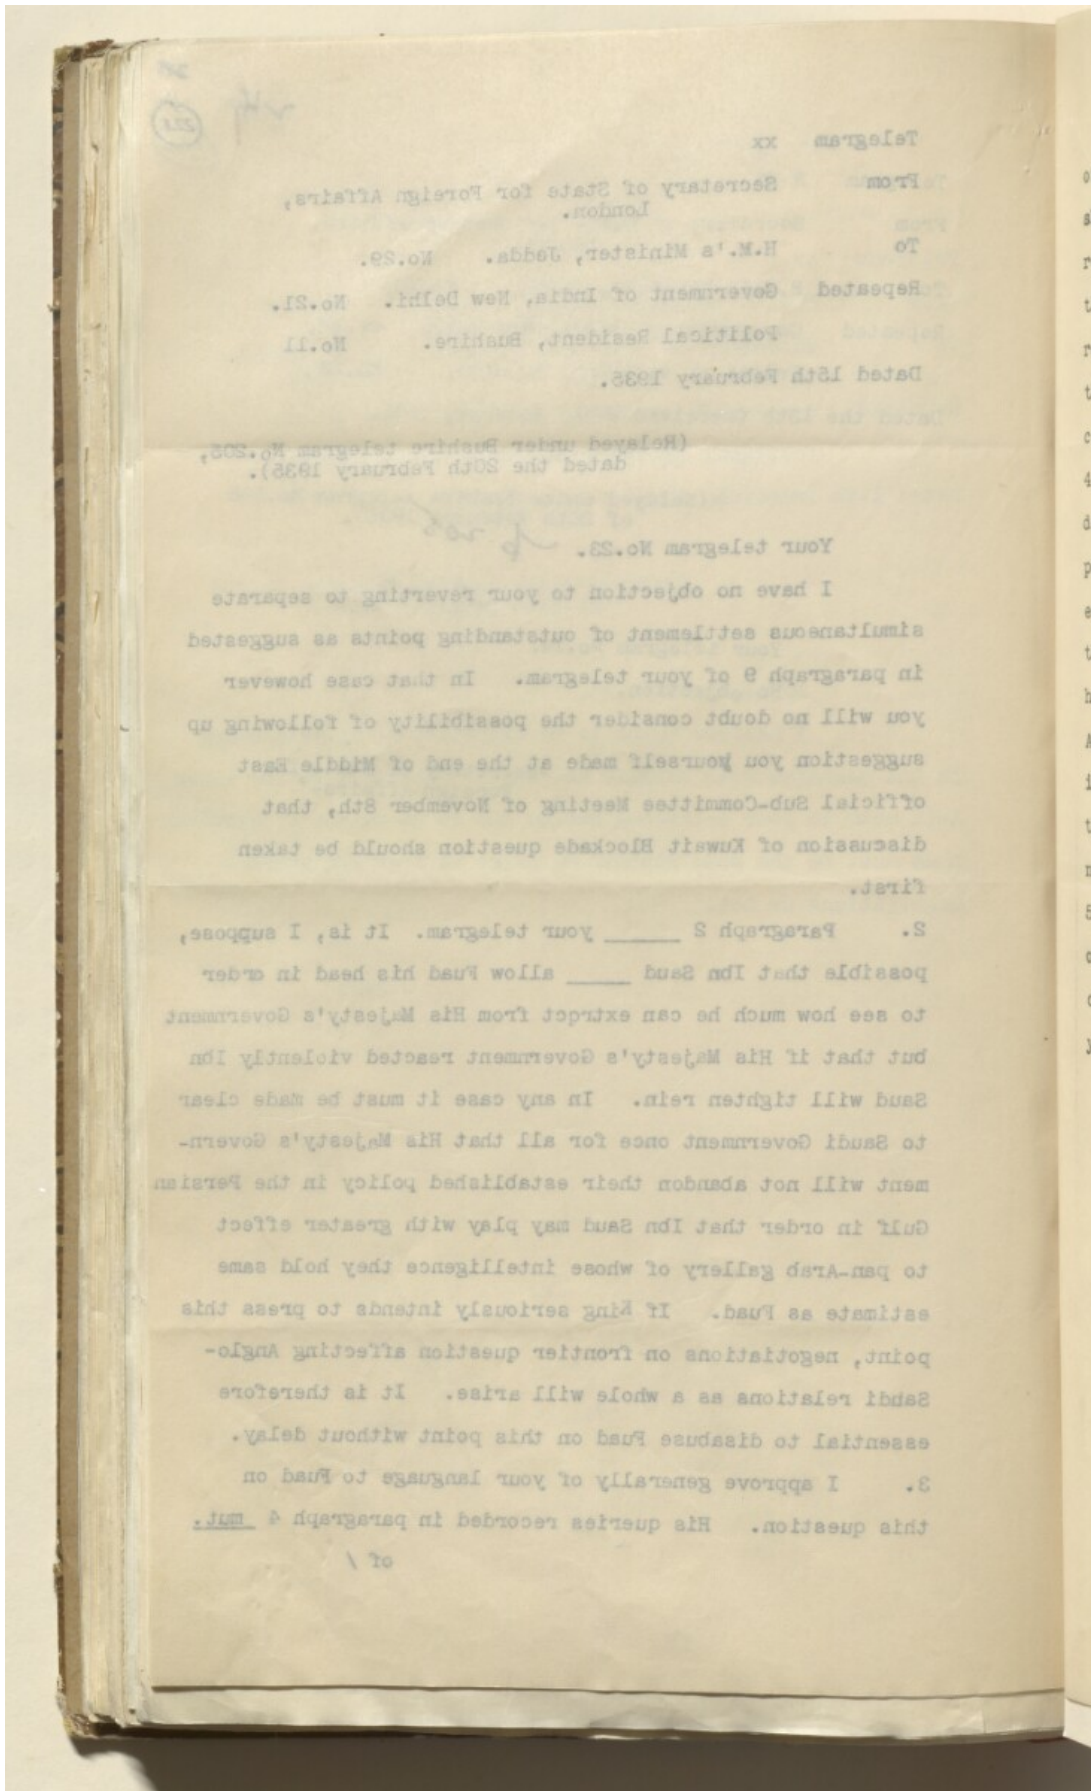 Telegram xx
From Secretary of State for Foreign Affairs,
London.
To H.M.'s Minister, Jedda. No.29.
Repeated Government of India, New Delhi. No.21.
Political Resident, Bushire. No.11
Dated 15th February 1935.
(Relayed under Bushire telegram No.205,
dated the 20th February 1935).
Your telegram No.23.
I have no objection to your reverting to separate
simultaneous settlement of outstanding points as suggested
in paragraph 9 of your telegram. In that case however
you will no doubt consider the possibility of following up
suggestion you yourself made at the end of Middle East
official Sub-Committee Meeting of November 8th, that
discussion of Kuwait Blockade question should be taken
first.
2. Paragraph 2 ______ your telegram. It is, I suppose,
possible that Ibn Saud _____ allow Fuad his head in order
to see how much he can extrqct from His Majesty's Government
but that if His Majesty's Government reacted violently Ibn
Saud will tighten rein. In any case it must be made clear
to Saudi Government once for all that His Majesty's Govern-
ment will not abandon their established policy in the Persian
Gulf in order that Ibn Saud may play with greater effect
to pan-Arab gallery of whose intelligence they hold same
estimate as Fuad. If King seriously intends to press this
point, negotiations on frontier question affecting Anglo-
Saudi relations as a whole will arise. It is therefore
essential to disabuse Fuad on this point without delay.
3. I approve generally of your language to Fuad on
this question. His queries recorded in paragraph 4 mut.
of /